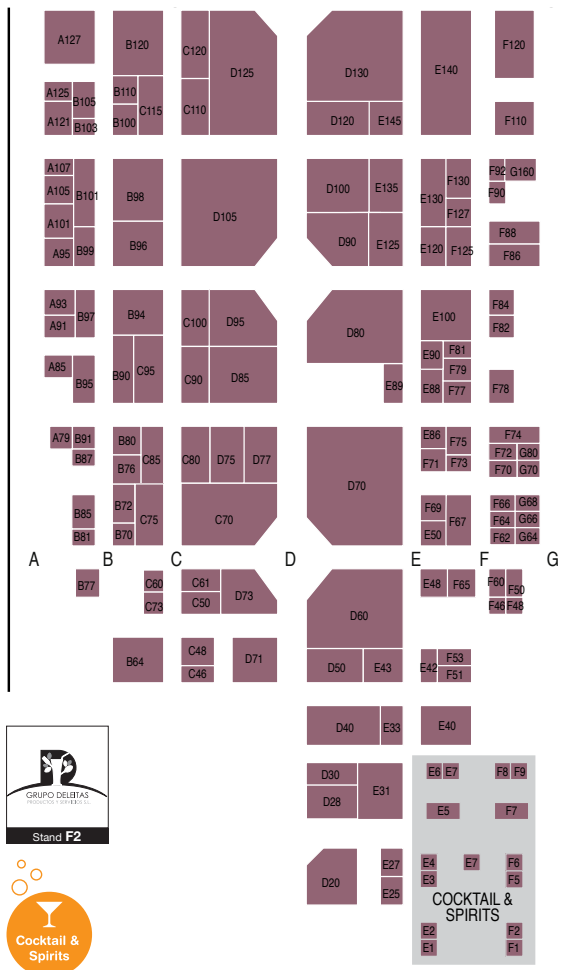 A127
B120
C120
D125
D130
E140
F120
A125
B105
B110
C115
C110
A121
B103
B100
D120
E145
F110
A107
B101
B98
D105
D100
E135
E130
F130
F92
G160
A105
F90
A101
F127
A95
B99
B96
D90
E125
E120
F125
F88
F86
A93
B97
B94
C100
D95
D80
E100
F84
A91
F82
A85
B95
B90
C95
C90
D85
E89
E90
F81
F79
E88
F77
F78
A79
B91
B80
C85
C80
D75
D77
D70
E86
F75
F74
B87
B76
F71
F73
F72
G80
F70
G70
B85
B72
C75
C70
F69
F67
F66
G68
F64
G66
B81
B70
E50
F62
G64
A B C D E F G
B77
C60
C61
D73
D60
E48
F65
F60
F50
C73
C50
F46
F48
B64
C48
D71
D50
E43
E42
F53
C46
F51
D40
E33
E40
D30
E31
E6
E7
F8
F9
D28
E5
F7
D20
E27
E4
E7
F6
E25
E3
F5
COCKTAIL &
SPIRITS
E2
F2
E1
F1
GRUPO DELEITAS
PRODUCTOS Y SERVICIOS S.L.
Stand F2
Cocktail &
Spirits